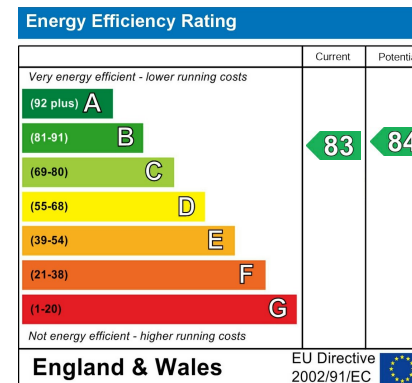 Energy Efficiency Rating
Current Potenti
Very energy efficient - lower running costs
(92 plus) A
(81-91) B
83 84
(69-80) C
(55-68) D
(39-54) E
(21-38) F
(1-20) G
Not energy efficient - higher running costs
England & Wales
EU Directive
2002/91/EC